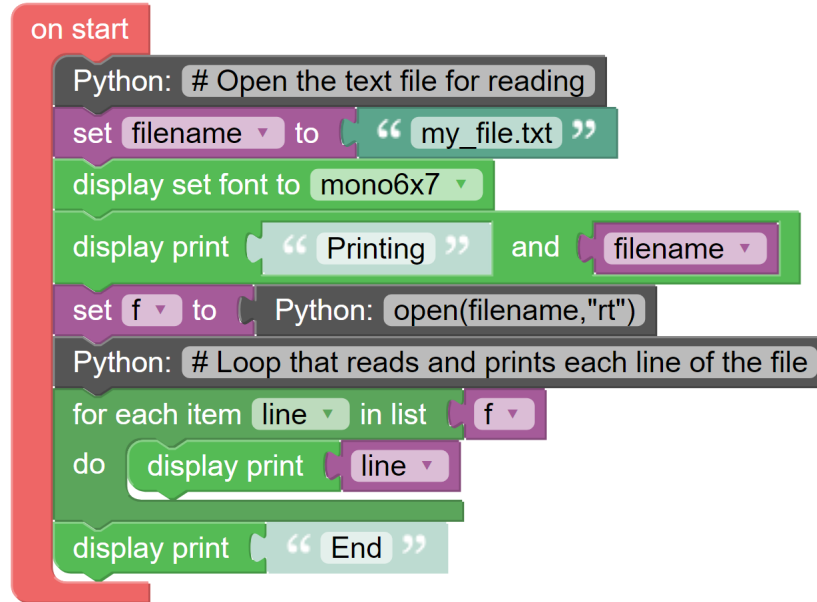 on start
Python: # Open the text file for reading
set filename to “ my_file.txt ”
display set font to mono6x7
display print “ Printing ” and filename
set f to Python: open(filename,"rt")
Python: # Loop that reads and prints each line of the file
for each item line in list f
do display print line
display print “ End ”